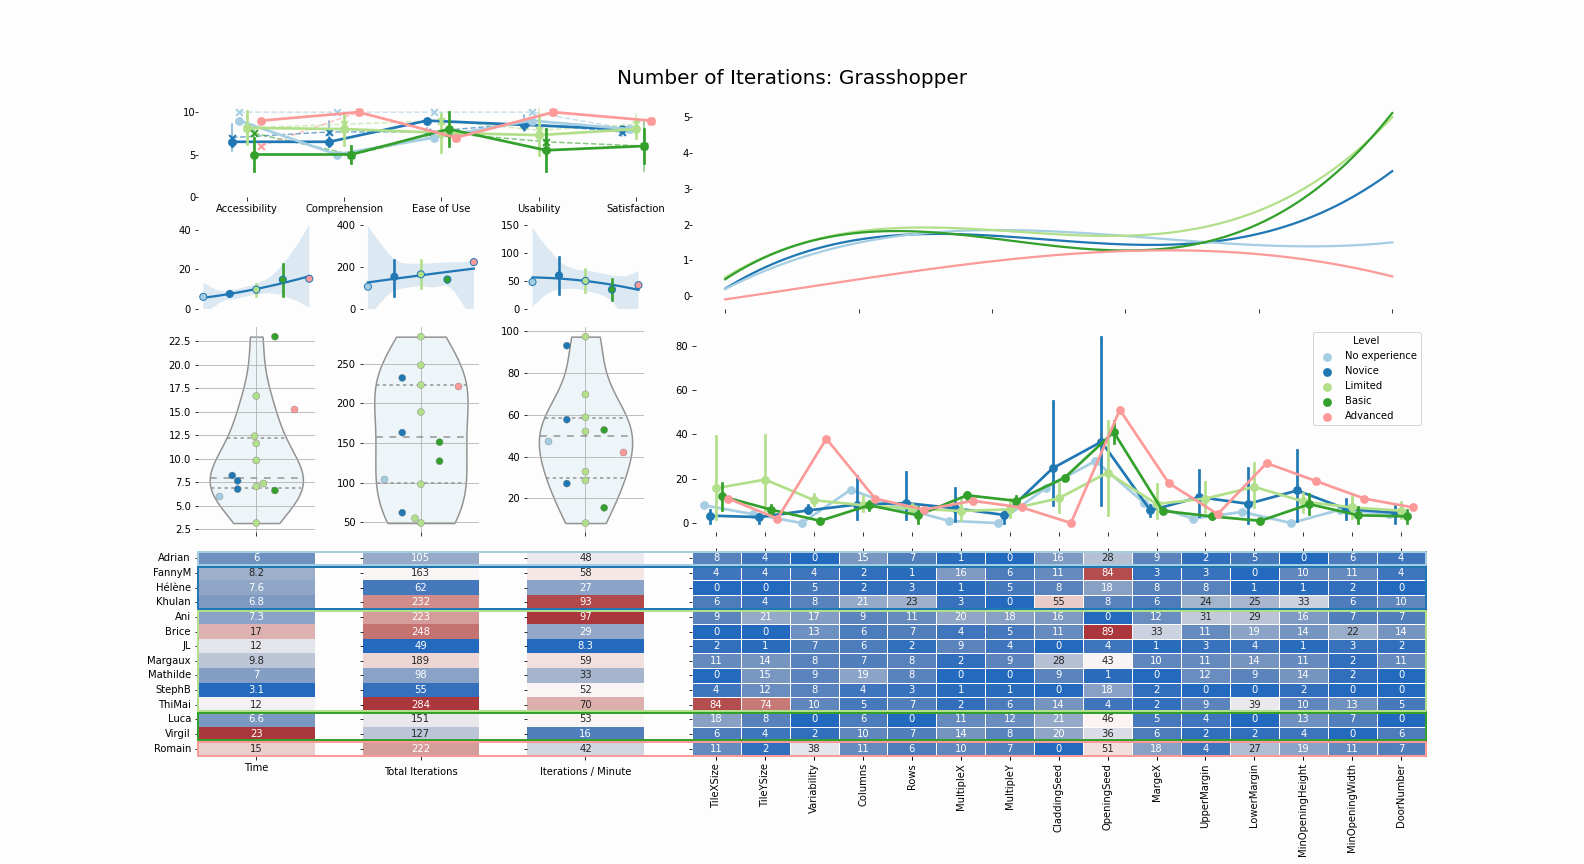 Number of Iterations: Grasshopper
10
5
0
Accessibility Comprehension Ease of Use Usability Satisfaction
5
4
3
2
1
0
40
20
0
400
200
0
150
100
50
0
22.5
20.0
17.5
15.0
12.5
10.0
7.5
5.0
2.5
250
200
150
100
50
100
80
60
40
20
80
60
40
20
0
Level
No experience
Novice
Limited
Basic
Advanced
Adrian 6 105 48 8 4 0 15 7 1 0 16 28 9 2 5 0 6 4
FannyM 8.2 163 58 4 4 4 2 1 16 6 11 84 3 3 0 10 11 4
Hélène 7.6 62 27 0 0 5 2 3 2 5 8 18 8 8 1 1 2 0
Khulan 6.8 232 93 6 4 8 21 23 3 0 55 8 6 24 25 33 6 10
Ani 7.3 223 97 9 21 17 9 11 20 18 11 0 12 31 29 16 7 7
Brice 17 248 29 0 0 13 6 7 4 5 11 89 33 11 19 14 22 14
JL 12 49 8.3 2 1 7 6 2 9 4 0 4 1 3 4 1 3 2
Margaux 9.8 189 59 11 14 8 7 8 2 9 28 43 10 11 14 11 2 11
Mathilde 7 98 33 0 15 9 19 8 0 0 9 1 0 12 9 14 2 0
StephB 3.1 55 52 4 12 8 4 3 1 1 0 18 2 0 0 2 0 0
ThiMai 12 284 70 84 74 10 5 7 2 6 14 4 2 9 39 10 13 5
Luca 6.6 151 53 18 8 0 6 0 11 12 21 46 5 4 0 13 7 0
Virgil 23 127 16 6 4 2 10 7 14 8 20 36 6 2 2 4 0 6
Romain 15 222 42 11 2 38 11 6 10 7 0 51 18 4 27 19 11 7
Time Total Iterations Iterations / Minute
TileXSize
TileYSize
Variability
Columns
Rows
MultipleX
MultipleY
CladdingSeed
OpeningSeed
MargeX
UpperMargin
LowerMargin
MinOpeningHeight
MinOpeningWidth
DoorNumber